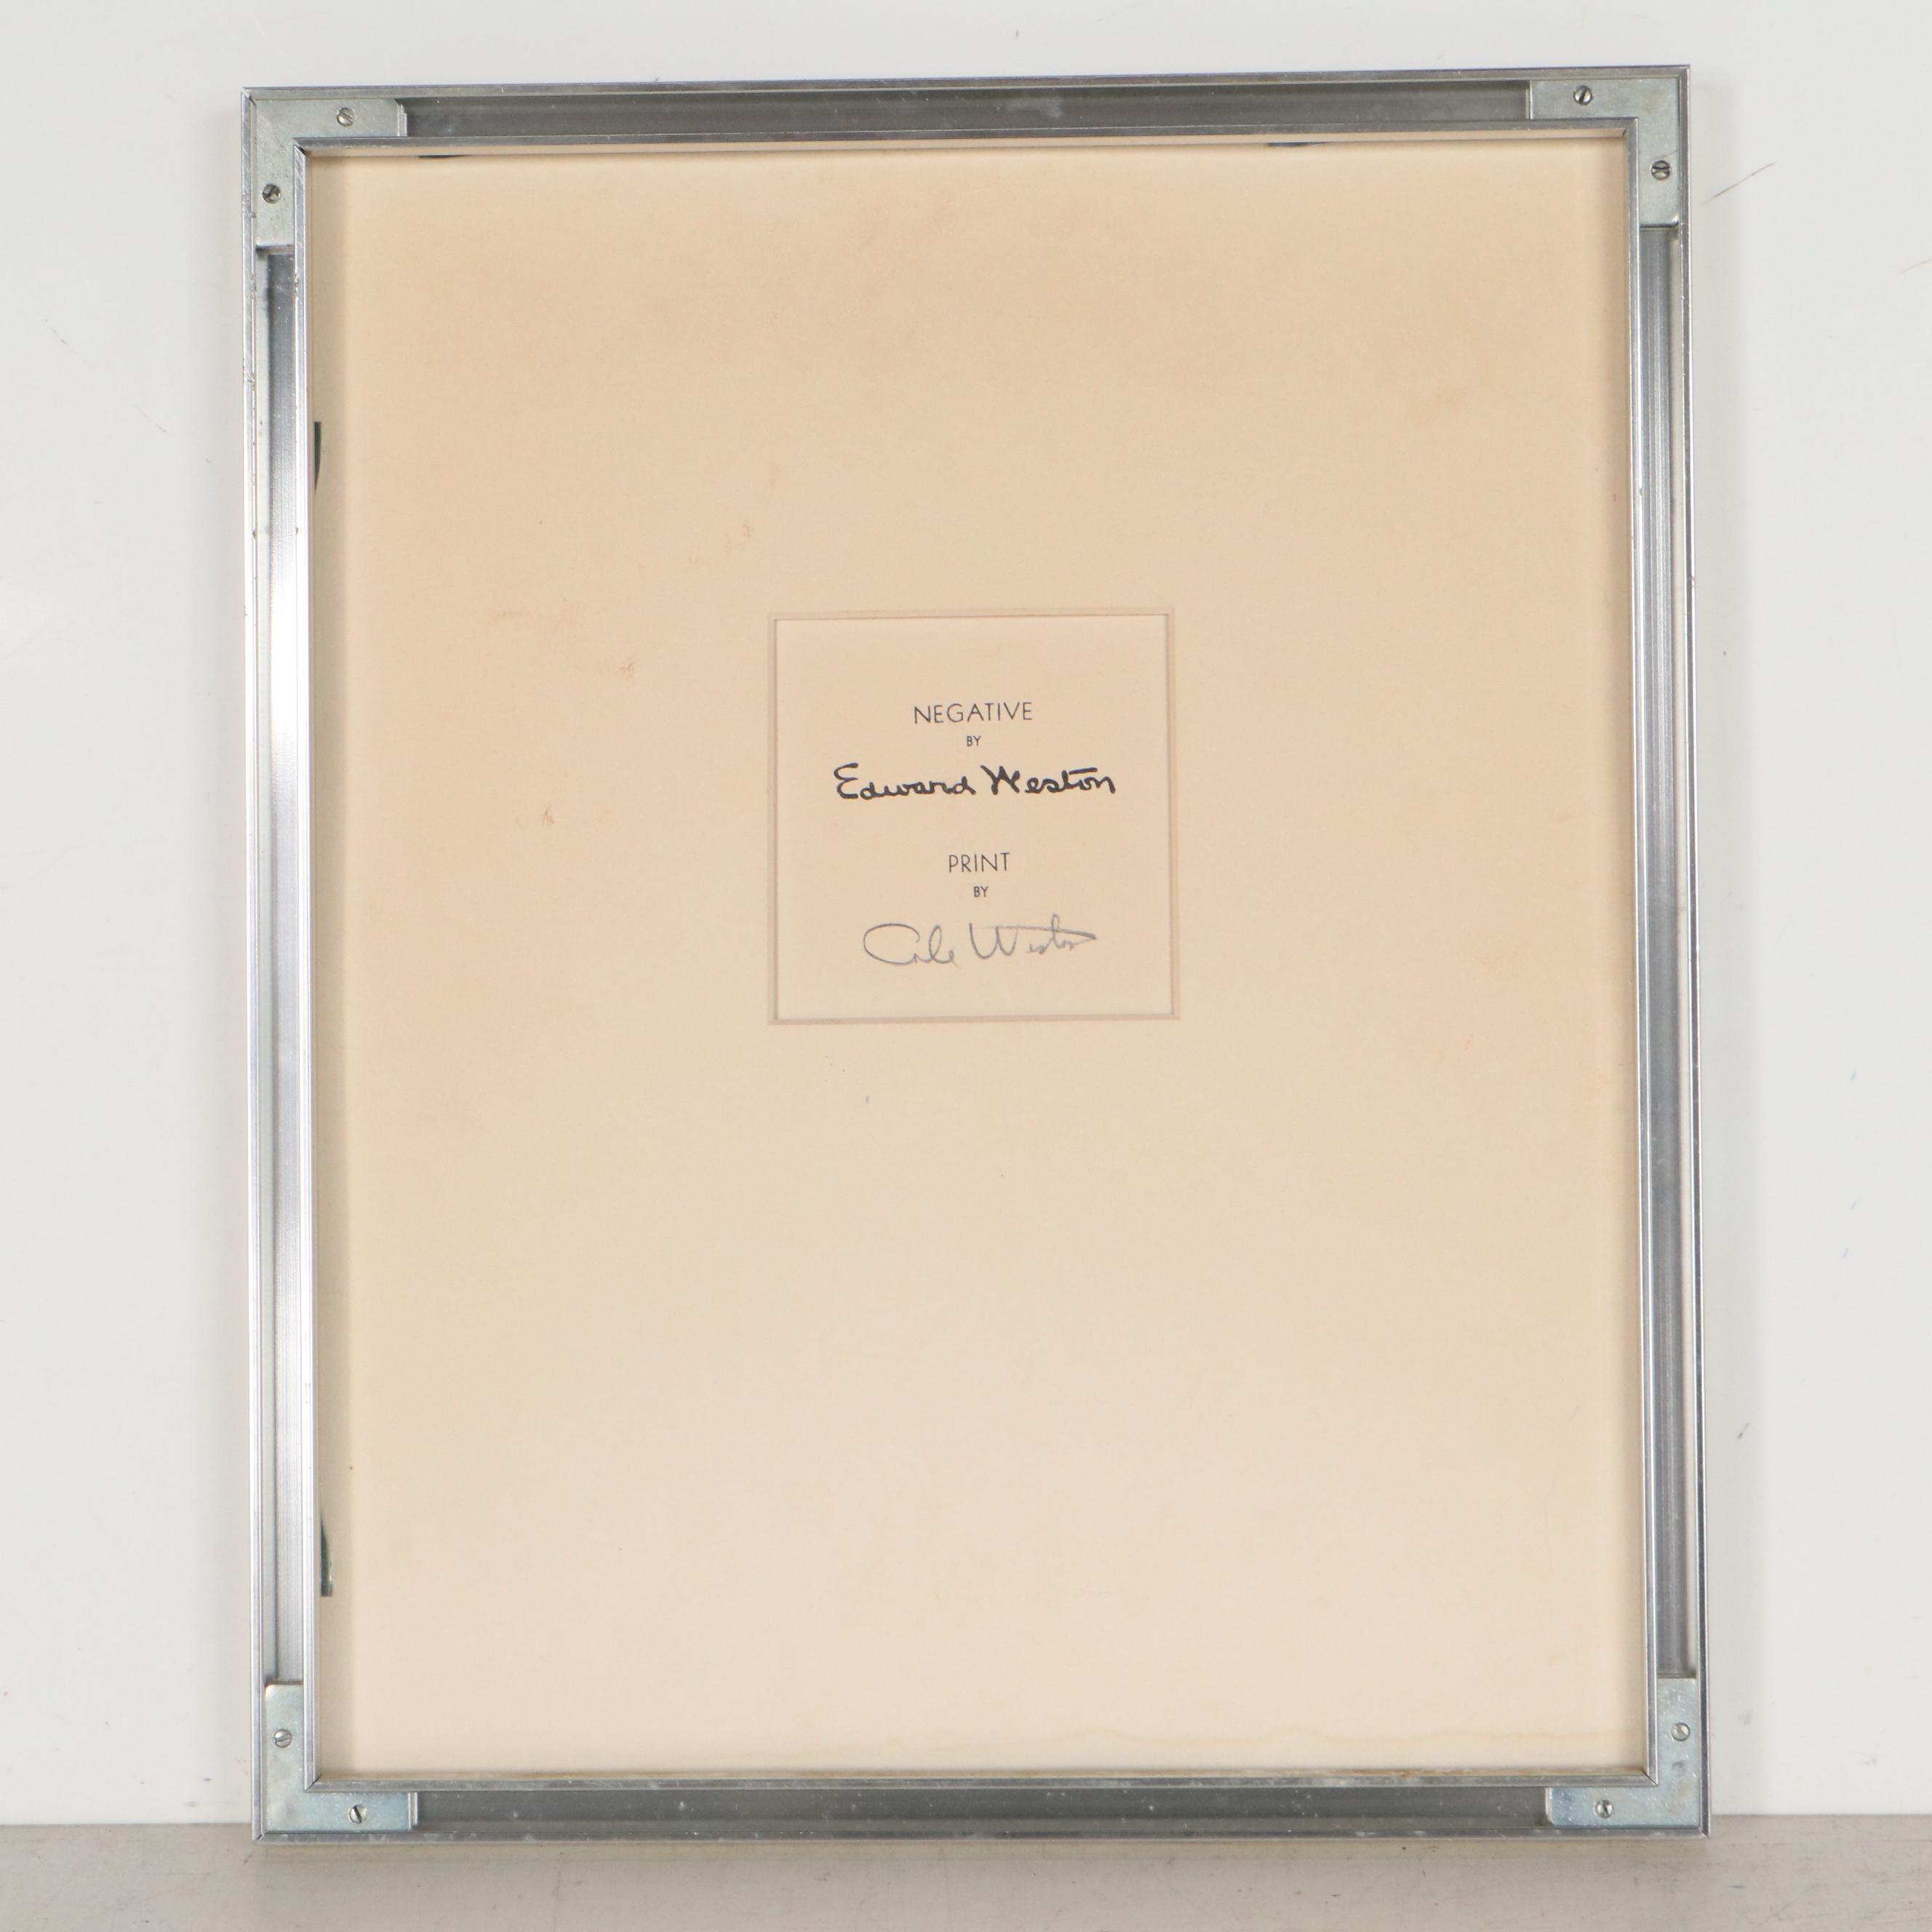 NEGATIVE
BY
Edward Weston
PRINT
BY
Cole Weston